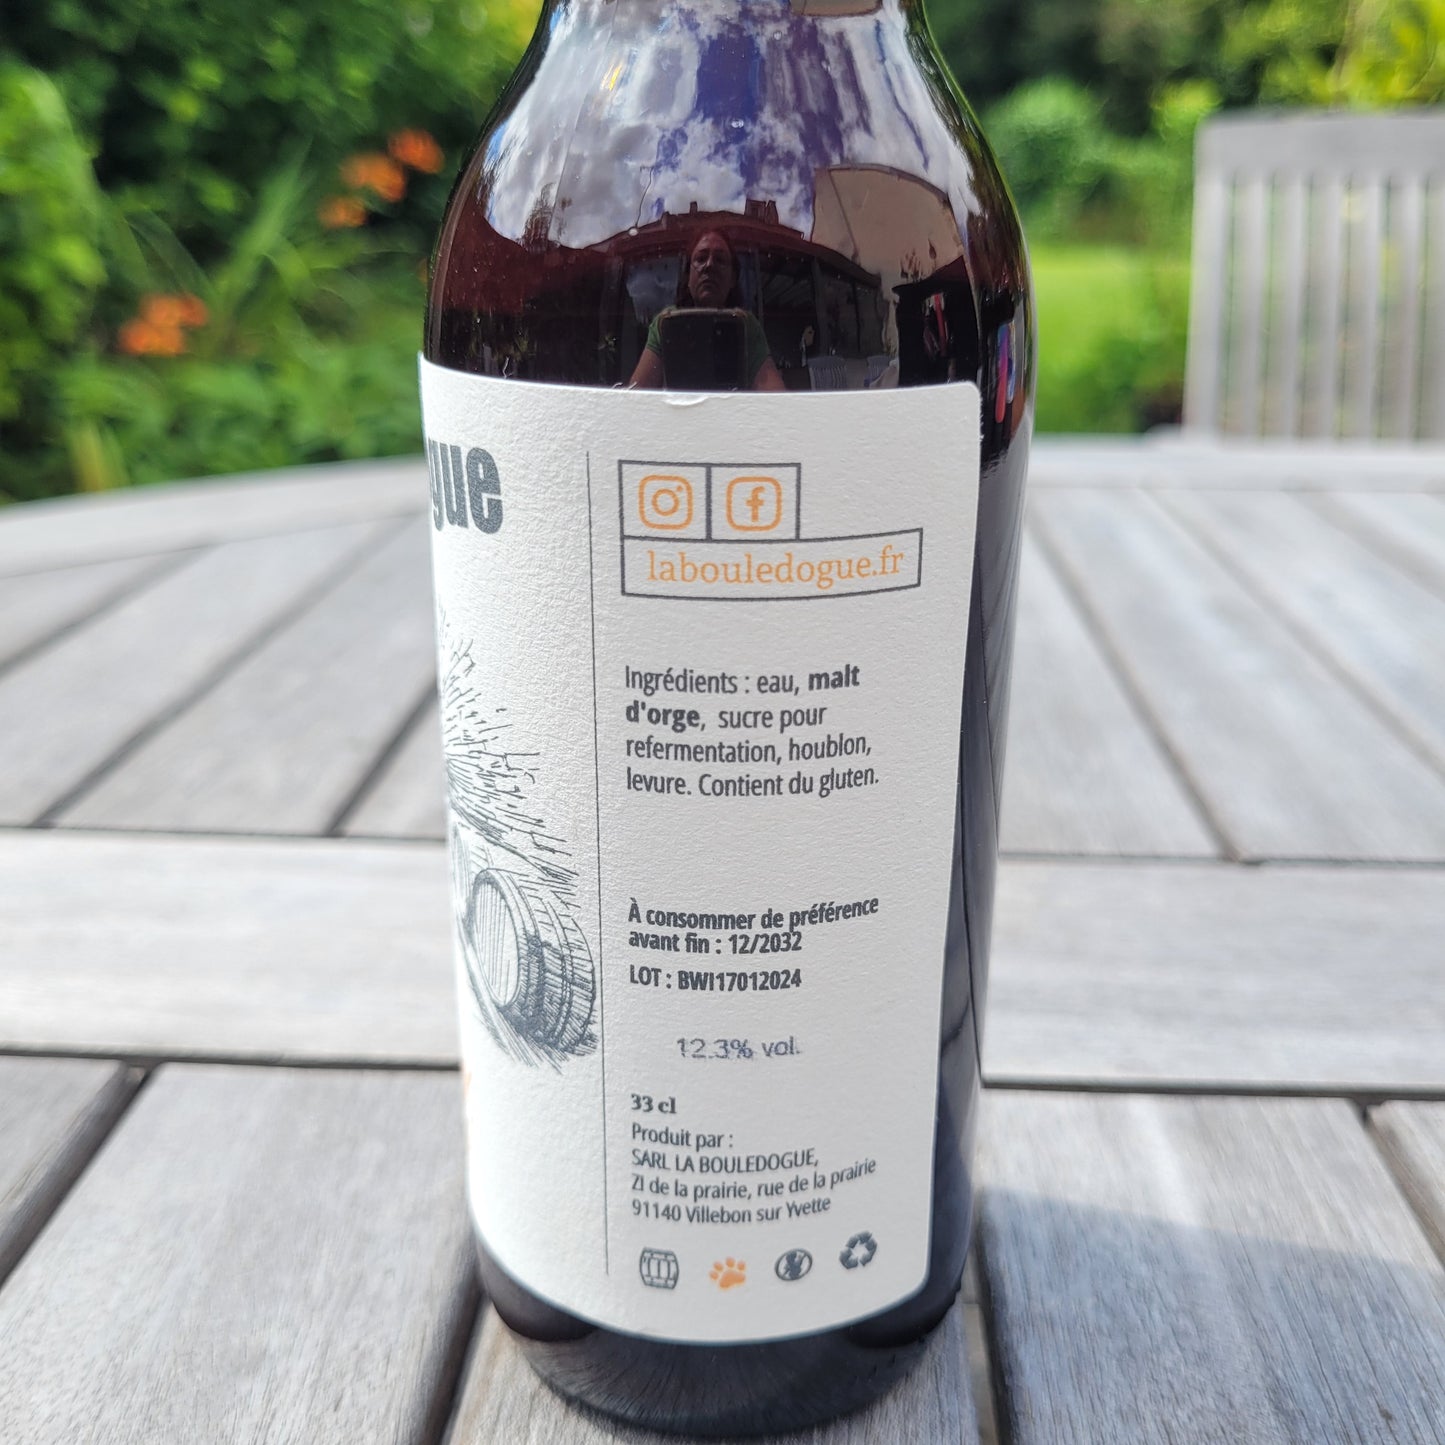 labouledogue.fr
Ingrédients : eau, malt
d'orge, sucre pour
refermentation, houblon,
levure. Contient du gluten.
À consommer de préférence
avant fin : 12/2032
LOT : BWI17012024
12.3% vol.
33 cl
Produit par :
SARL LA BOULEDOGUE,
ZI de la prairie, rue de la prairie
91140 Villebon sur Yvette